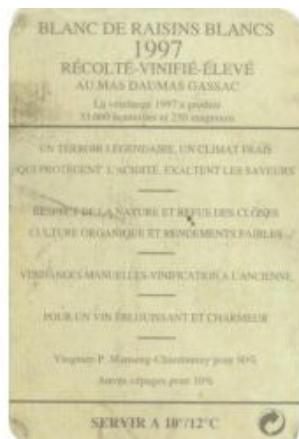 BLANC DE RAISINS BLANCS
1997
RÉCOLTÉ-VINIFIÉ-ÉLEVÉ
AU MAS DAUMAS GASSAC
La vendange 1997 a produit
33.000 bouteilles et 250 magnums
UN TERROIR LÉGENDAIRE, UN CLIMAT FRAIS
QUI PROTÈGENT L'ACIDITÉ, EXALTENT LES SAVEURS
RESPECT DE LA NATURE ET REFUS DES CLONES
CULTURE ORGANIQUE ET RENDEMENTS FAIBLES
VENDANGES MANUELLES-VINIFICATION A L'ANCIENNE
POUR UN VIN ÉBLOUISSANT ET CHARMEUR
Viognier-P. Manseng-Chardonnay pour 90%
Autres cépages pour 10%
SERVIR A 10°/12°C